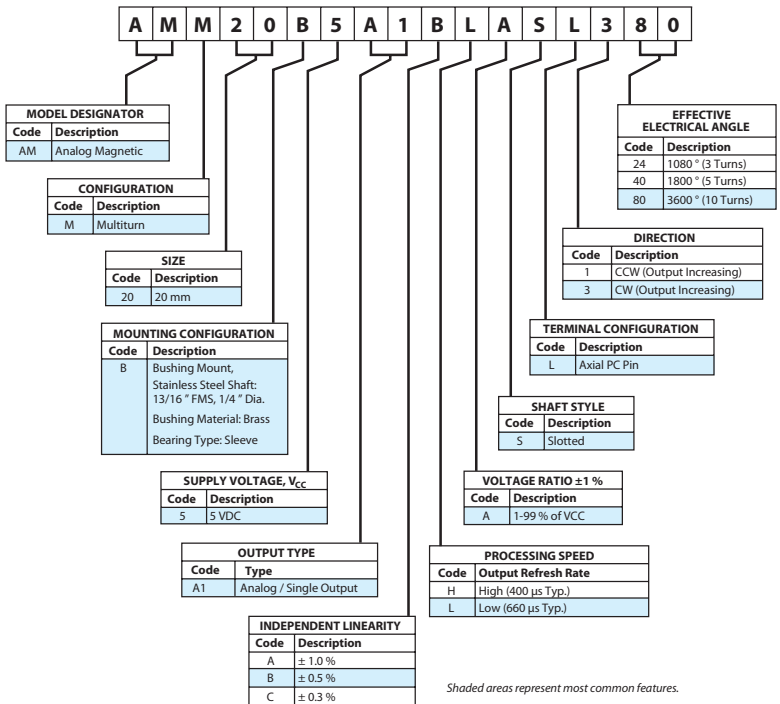 A M M 2 0 B 5 A 1 B L A S L 3 8 0
MODEL DESIGNATOR
Code Description
AM Analog Magnetic
CONFIGURATION
Code Description
M Multiturn
SIZE
Code Description
20 20 mm
MOUNTING CONFIGURATION
Code Description
B Bushing Mount,
Stainless Steel Shaft:
13/16 " FMS, 1/4 " Dia.
Bushing Material: Brass
Bearing Type: Sleeve
SUPPLY VOLTAGE, VCC
Code Description
5 5 VDC
OUTPUT TYPE
Code Type
A1 Analog / Single Output
INDEPENDENT LINEARITY
Code Description
A ± 1.0 %
B ± 0.5 %
C ± 0.3 %
EFFECTIVE
ELECTRICAL ANGLE
Code Description
24 1080 ° (3 Turns)
40 1800 ° (5 Turns)
80 3600 ° (10 Turns)
DIRECTION
Code Description
1 CCW (Output Increasing)
3 CW (Output Increasing)
TERMINAL CONFIGURATION
Code Description
L Axial PC Pin
SHAFT STYLE
Code Description
S Slotted
VOLTAGE RATIO ±1 %
Code Description
A 1-99 % of VCC
PROCESSING SPEED
Code Output Refresh Rate
H High (400 µs Typ.)
L Low (660 µs Typ.)
Shaded areas represent most common features.